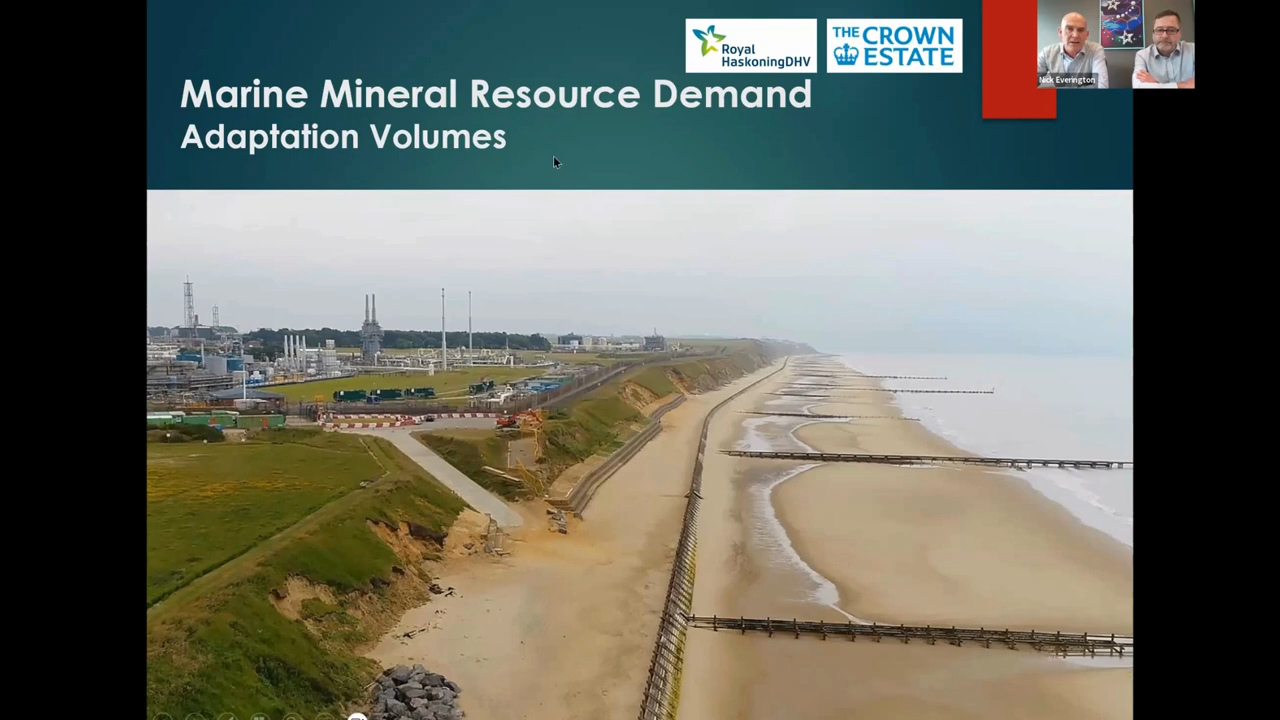 Royal
HaskoningDHV
THE CROWN
ESTATE
Marine Mineral Resource Demand
Adaptation Volumes
Nick Everington